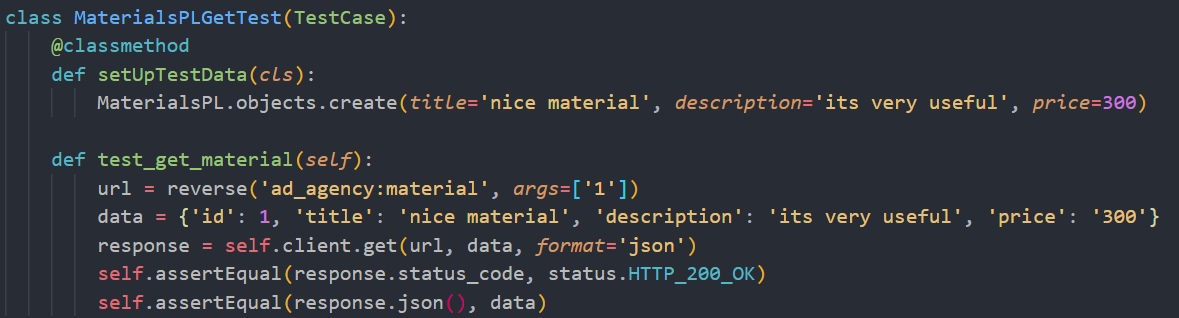 class MaterialsPLGetTest(TestCase):
@classmethod
def setUpTestData(cls):
MaterialsPL.objects.create(title='nice material', description='its very useful', price=300)
def test_get_material(self):
url = reverse('ad_agency:material', args=['1'])
data = {'id': 1, 'title': 'nice material', 'description': 'its very useful', 'price': '300'}
response = self.client.get(url, data, format='json')
self.assertEqual(response.status_code, status.HTTP_200_OK)
self.assertEqual(response.json(), data)